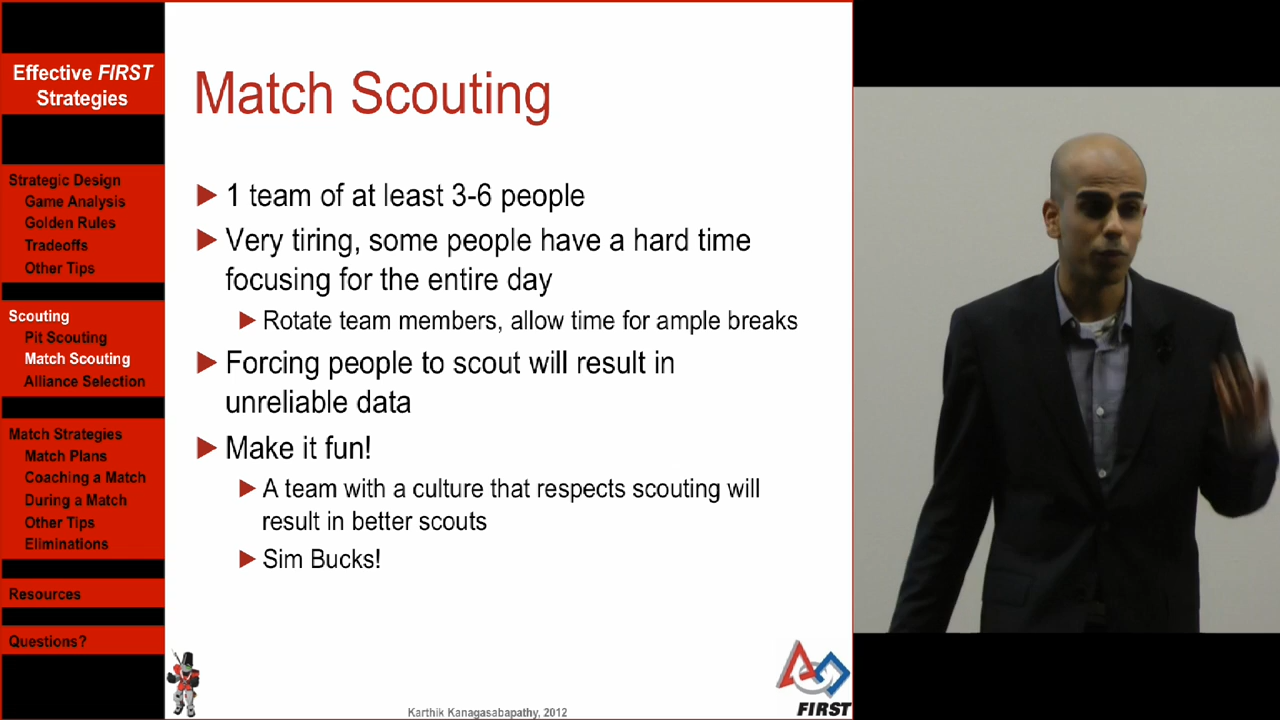 Effective FIRST
Strategies
Strategic Design
Game Analysis
Golden Rules
Tradeoffs
Other Tips
Scouting
Pit Scouting
Match Scouting
Alliance Selection
Match Strategies
Match Plans
Coaching a Match
During a Match
Other Tips
Eliminations
Resources
Questions?
Match Scouting
1 team of at least 3-6 people
Very tiring, some people have a hard time
focusing for the entire day
Rotate team members, allow time for ample breaks
Forcing people to scout will result in
unreliable data
Make it fun!
A team with a culture that respects scouting will
result in better scouts
Sim Bucks!
Karthik Kanagasabapathy, 2012
FIRST